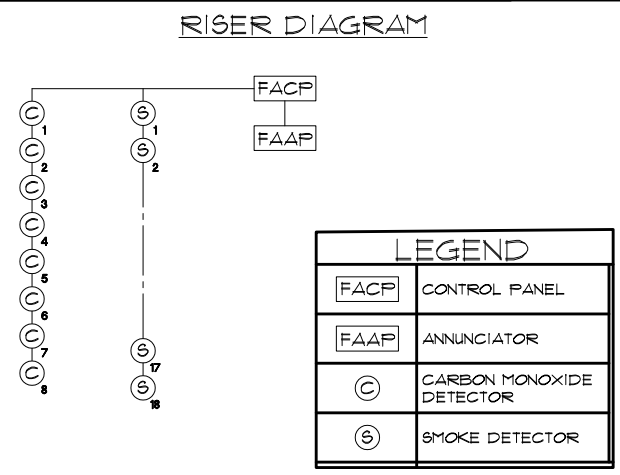 RISER DIAGRAM
FACP
FAAP
C 1
C 2
C 3
C 4
C 5
C 6
C 7
C 8
S 1
S 2
S 17
S 18
LEGEND
FACP CONTROL PANEL
FAAP ANNUNCIATOR
C CARBON MONOXIDE
DETECTOR
S SMOKE DETECTOR